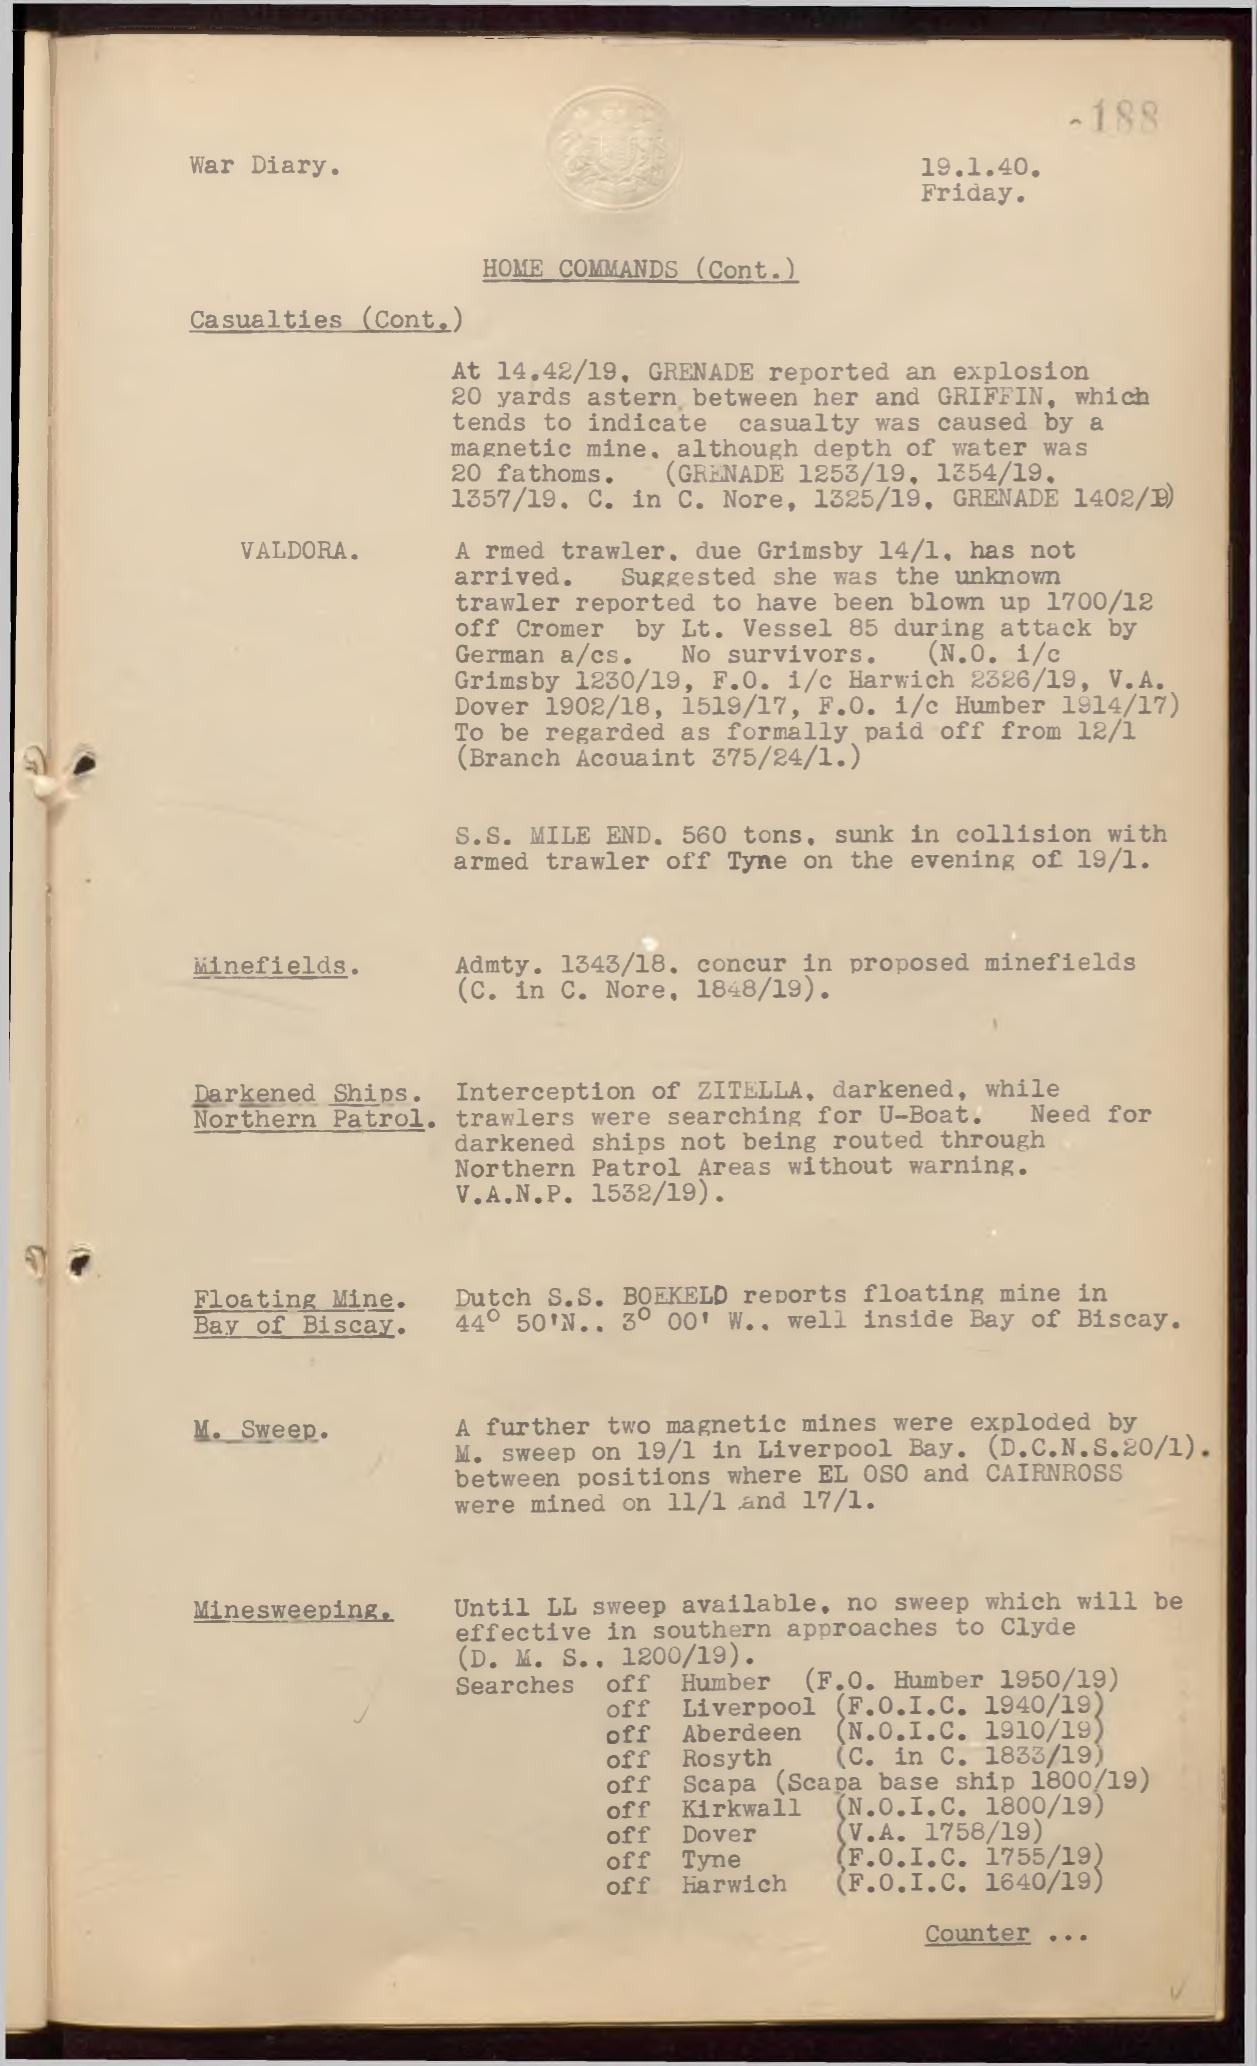 188
War Diary.
19.1.40.
Friday.
HOME COMMANDS (Cont.)
Casualties (Cont.)
At 14.42/19, GRENADE reported an explosion
20 yards astern between her and GRIFFIN, which
tends to indicate casualty was caused by a
magnetic mine, although depth of water was
20 fathoms. (GRENADE 1253/19, 1354/19,
1357/19. C. in C. Nore, 1325/19, GRENADE 1402/19)
VALDORA. A rmed trawler, due Grimsby 14/1, has not
arrived. Suggested she was the unknown
trawler reported to have been blown up 1700/12
off Cromer by Lt. Vessel 85 during attack by
German a/cs. No survivors. (N.O. i/c
Grimsby 1230/19, F.O. i/c Harwich 2326/19, V.A.
Dover 1902/18, 1519/17, F.O. i/c Humber 1914/17)
To be regarded as formally paid off from 12/1
(Branch Acquaint 375/24/1.)
S.S. MILE END. 560 tons, sunk in collision with
armed trawler off Tyne on the evening of 19/1.
Minefields. Admty. 1343/18. concur in proposed minefields
(C. in C. Nore, 1848/19).
Darkened Ships. Interception of ZITELLA, darkened, while
Northern Patrol. trawlers were searching for U-Boat. Need for
darkened ships not being routed through
Northern Patrol Areas without warning.
V.A.N.P. 1532/19).
Floating Mine. Dutch S.S. BOEKELD reports floating mine in
Bay of Biscay. 44° 50'N., 3° 00' W., well inside Bay of Biscay.
M. Sweep. A further two magnetic mines were exploded by
M. sweep on 19/1 in Liverpool Bay. (D.C.N.S.20/1).
between positions where EL OSO and CAIRNROSS
were mined on 11/1 and 17/1.
Minesweeping. Until LL sweep available, no sweep which will be
effective in southern approaches to Clyde
(D. M. S., 1200/19).
Searches off Humber (F.O. Humber 1950/19)
off Liverpool (F.O.I.C. 1940/19)
off Aberdeen (N.O.I.C. 1910/19)
off Rosyth (C. in C. 1833/19)
off Scapa (Scapa base ship 1800/19)
off Kirkwall (N.O.I.C. 1800/19)
off Dover (V.A. 1758/19)
off Tyne (F.O.I.C. 1755/19)
off Harwich (F.O.I.C. 1640/19)
Counter ...